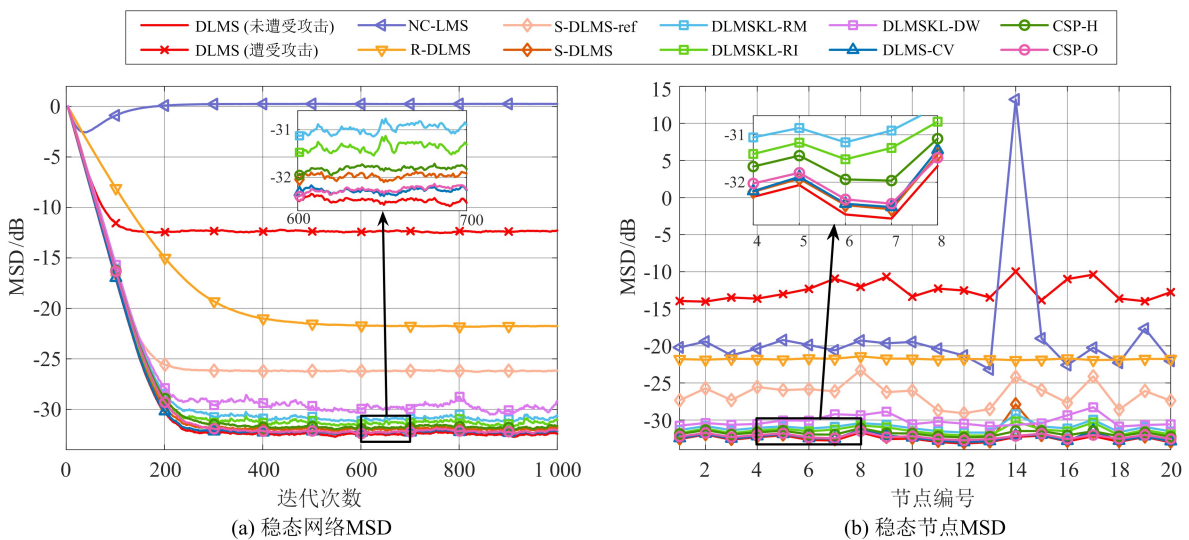 DLMS (未遭受攻击) NC-LMS S-DLMS-ref DLMSKL-RM DLMSKL-DW CSP-H
DLMS (遭受攻击) R-DLMS S-DLMS DLMSKL-RI DLMS-CV CSP-O
MSD/dB
0
-5
-10
-15
-20
-25
-30
-31
-32
600 700
0 200 400 600 800 1 000
迭代次数
(a) 稳态网络MSD
MSD/dB
15
10
5
0
-5
-10
-15
-20
-25
-30
-31
-32
4 5 6 7 8
2 4 6 8 10 12 14 16 18 20
节点编号
(b) 稳态节点MSD